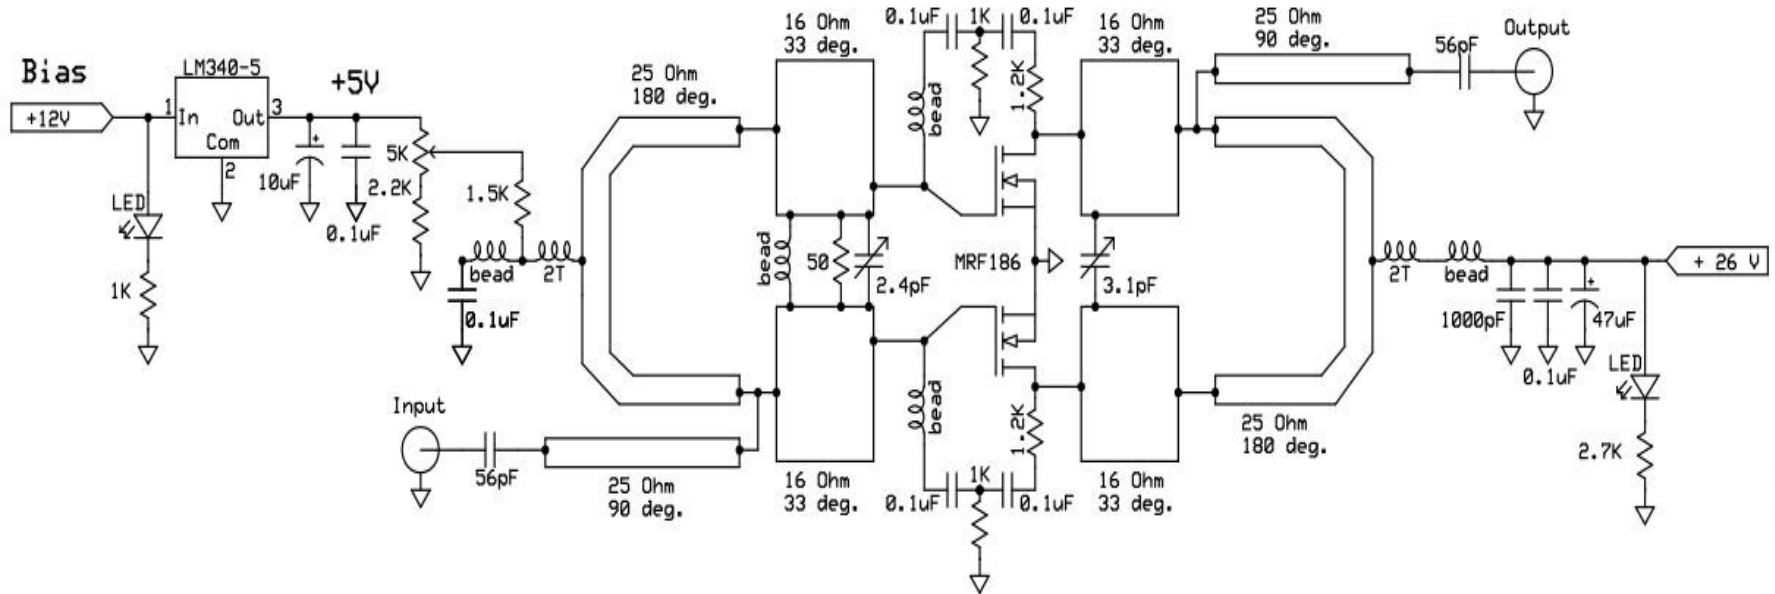 Bias
+12V
LM340-5
1
In
Out
3
Com
2
+5V
LED
1K
10uF
0.1uF
5K
2.2K
1.5K
bead
2T
0.1uF
25 Ohm
180 deg.
Input
56pF
25 Ohm
90 deg.
16 Ohm
33 deg.
bead
50
2.4pF
16 Ohm
33 deg.
0.1uF
1K
0.1uF
bead
1.2K
MRF186
bead
1.2K
0.1uF
1K
0.1uF
16 Ohm
33 deg.
3.1pF
16 Ohm
33 deg.
25 Ohm
90 deg.
56pF
Output
25 Ohm
180 deg.
2T
bead
1000pF
0.1uF
47uF
+ 26 V
LED
2.7K